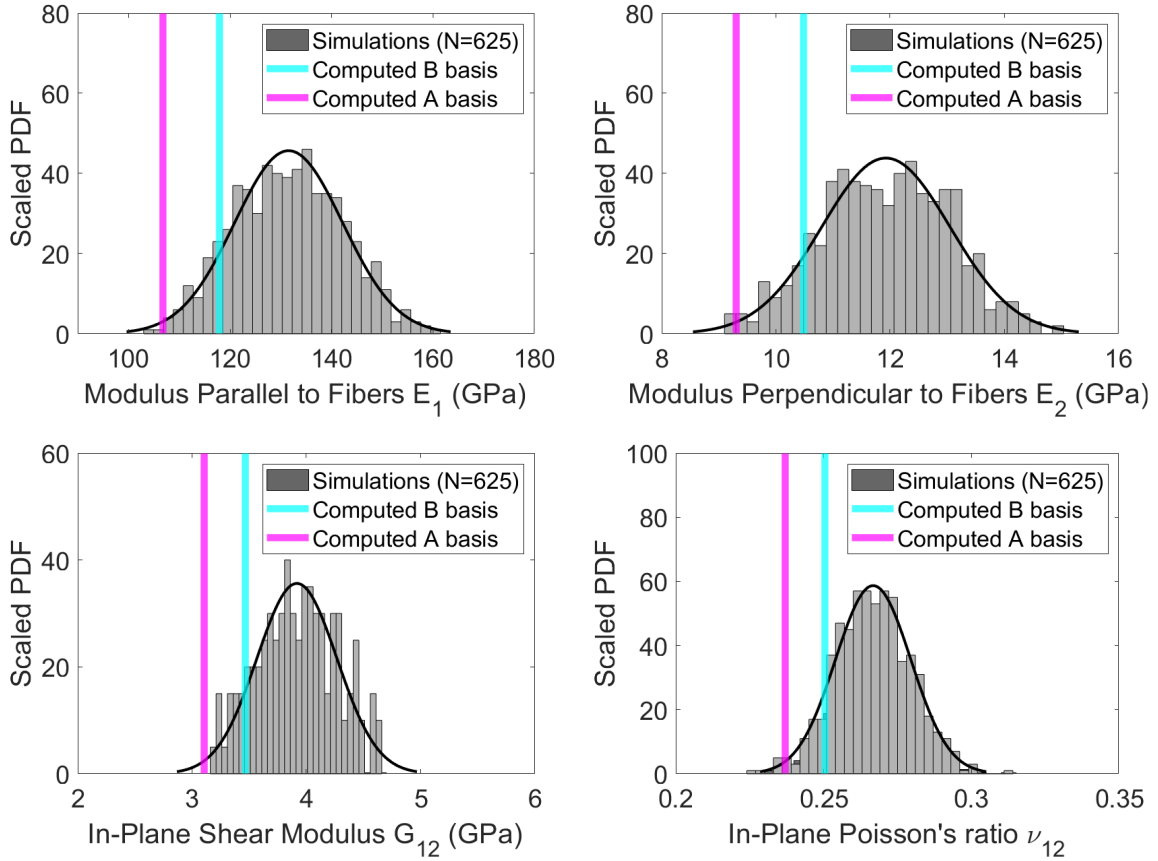 80
60
40
20
0
Scaled PDF
Simulations (N=625)
Computed B basis
Computed A basis
100 120 140 160 180
Modulus Parallel to Fibers E₁ (GPa)
80
60
40
20
0
Scaled PDF
Simulations (N=625)
Computed B basis
Computed A basis
8 10 12 14 16
Modulus Perpendicular to Fibers E₂ (GPa)
60
40
20
0
Scaled PDF
Simulations (N=625)
Computed B basis
Computed A basis
2 3 4 5 6
In-Plane Shear Modulus G₁₂ (GPa)
100
80
60
40
20
0
Scaled PDF
Simulations (N=625)
Computed B basis
Computed A basis
0.2 0.25 0.3 0.35
In-Plane Poisson's ratio ν₁₂